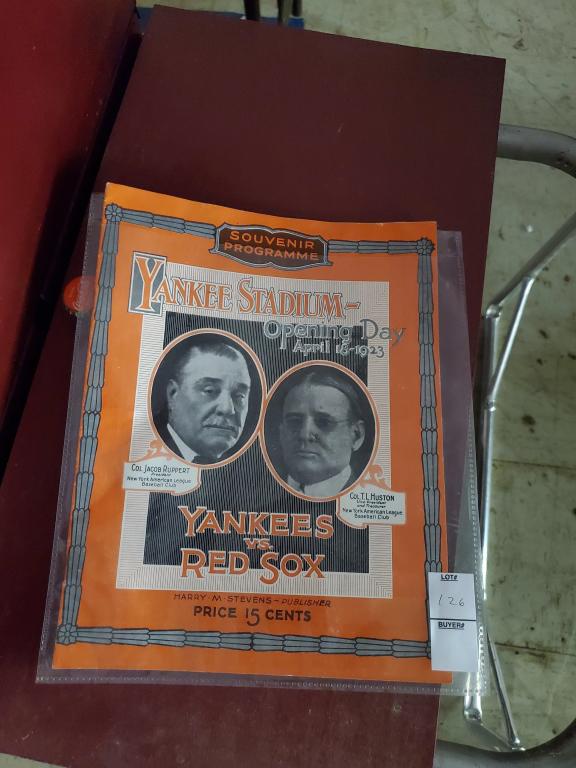 SOUVENIR
PROGRAMME
YANKEE STADIUM-
Opening Day
April 18-1923
COL. JACOB RUPPERT
President
New York American League
Baseball Club
COL. T. L. HUSTON
Vice President
and Treasurer
New York American League
Baseball Club
YANKEES
VS.
RED SOX
HARRY·M·STEVENS-PUBLISHER
PRICE 15 CENTS
LOT#
126
BUYER#